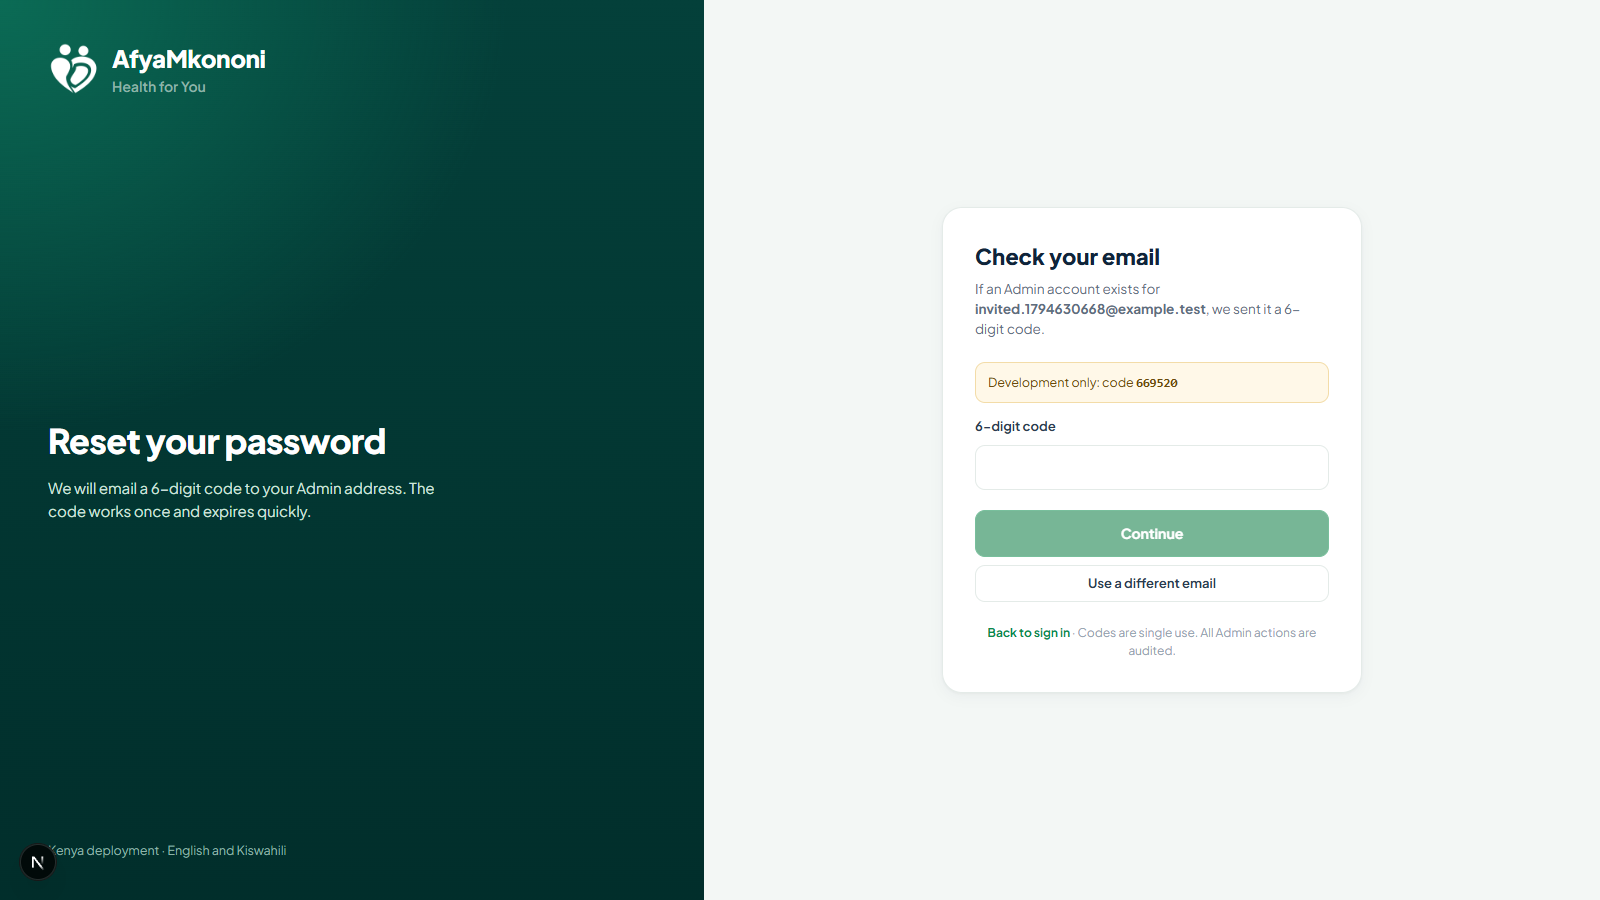 AfyaMkononi
Health for You
Reset your password
We will email a 6-digit code to your Admin address. The
code works once and expires quickly.
Kenya deployment · English and Kiswahili
N
Check your email
If an Admin account exists for
invited.1794630668@example.test, we sent it a 6-
digit code.
Development only: code 669520
6-digit code
Continue
Use a different email
Back to sign in · Codes are single use. All Admin actions are
audited.